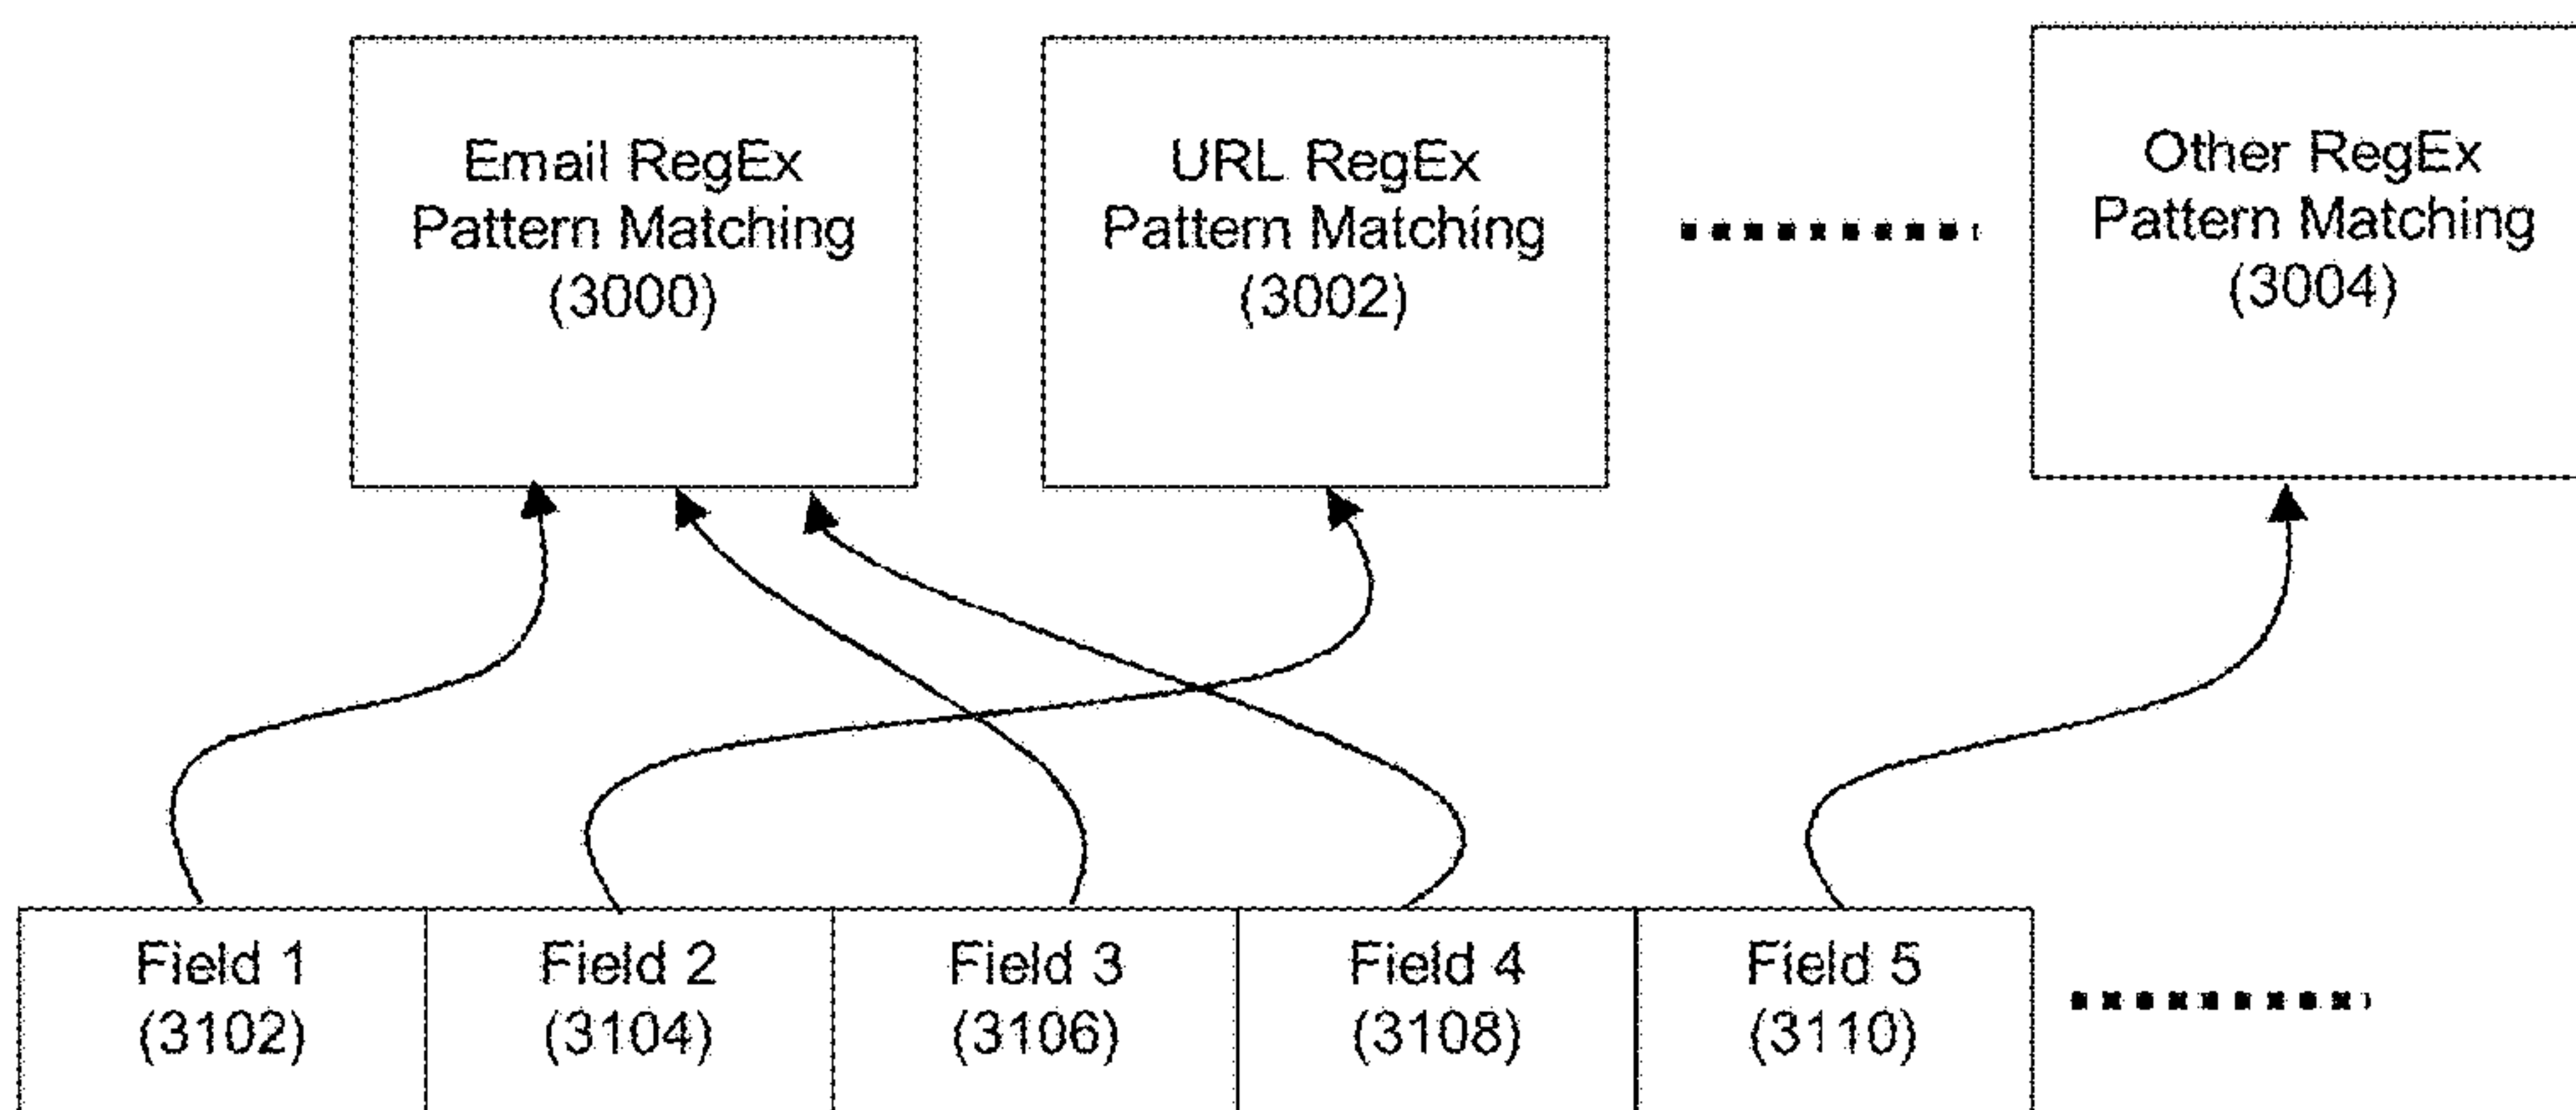 Email RegEx
Pattern Matching
(3000)
URL RegEx
Pattern Matching
(3002)
Other RegEx
Pattern Matching
(3004)
Field 1
(3102)
Field 2
(3104)
Field 3
(3106)
Field 4
(3108)
Field 5
(3110)